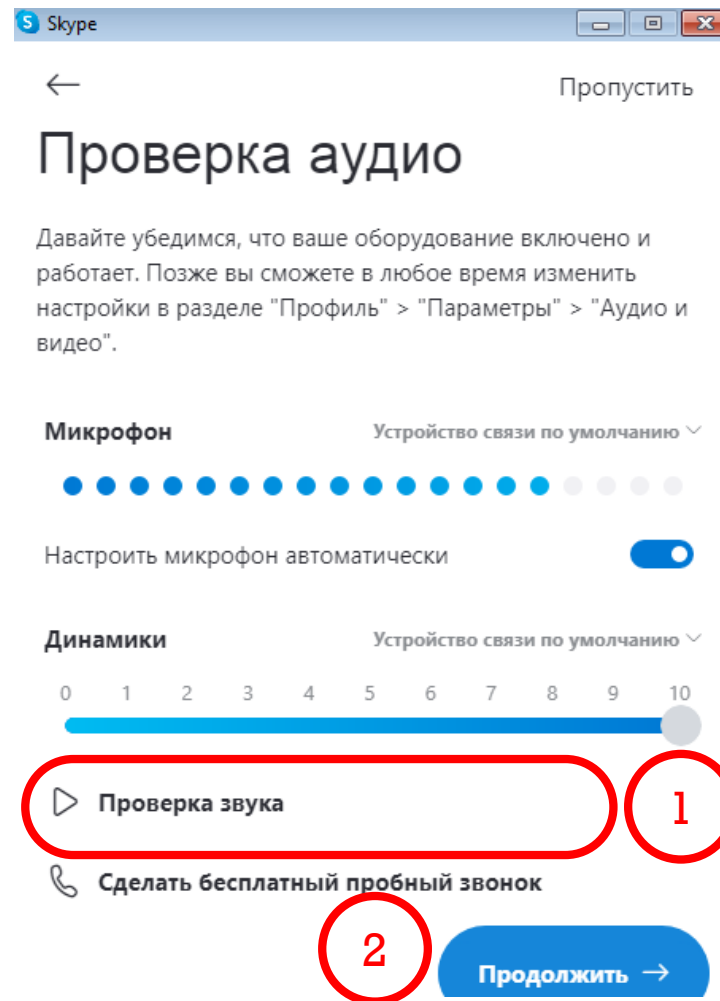 S Skype
Пропустить
Проверка аудио
Давайте убедимся, что ваше оборудование включено и
работает. Позже вы сможете в любое время изменить
настройки в разделе "Профиль" > "Параметры" > "Аудио и
видео".
Микрофон Устройство связи по умолчанию
Настроить микрофон автоматически
Динамики Устройство связи по умолчанию
0 1 2 3 4 5 6 7 8 9 10
Проверка звука 1
Сделать бесплатный пробный звонок
2 Продолжить →